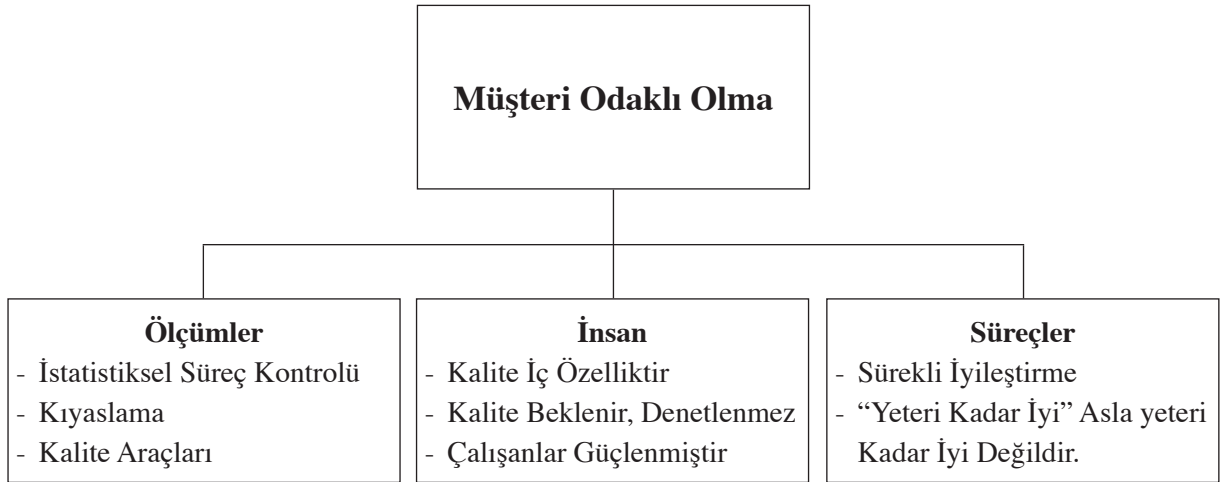 Müşteri Odaklı Olma
Ölçümler
- İstatistiksel Süreç Kontrolü
- Kıyaslama
- Kalite Araçları
İnsan
- Kalite İç Özelliktir
- Kalite Beklenir, Denetlenmez
- Çalışanlar Güçlenmiştir
Süreçler
- Sürekli İyileştirme
- “Yeteri Kadar İyi” Asla yeteri
Kadar İyi Değildir.